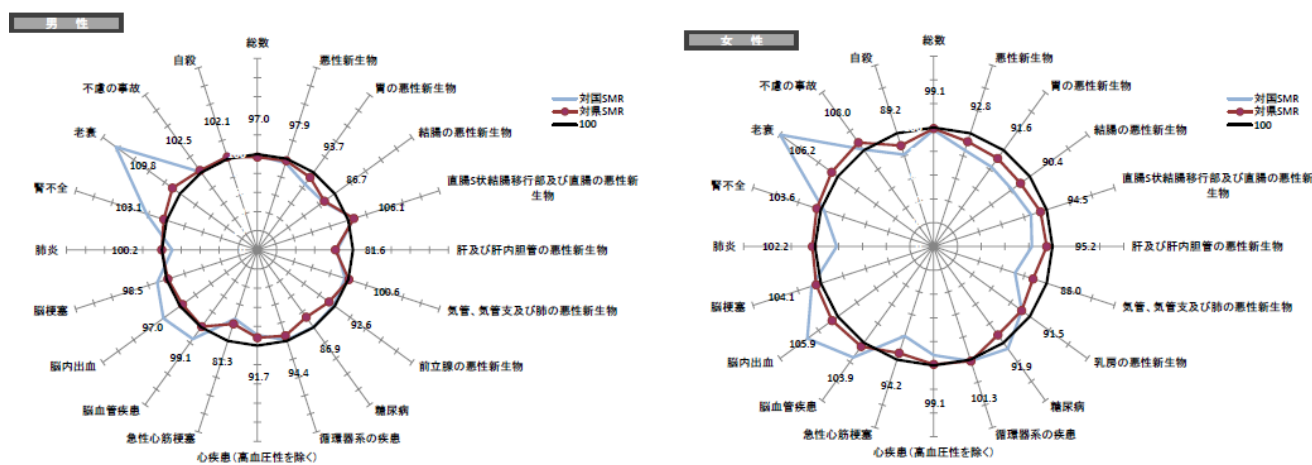 男 性
総数
自殺
悪性新生物
不慮の事故
胃の悪性新生物
老衰
結腸の悪性新生物
腎不全
直腸S状結腸移行部及び直腸の悪性新
生物
肺炎
肝及び肝内胆管の悪性新生物
脳梗塞
気管、気管支及び肺の悪性新生物
脳内出血
前立腺の悪性新生物
脳血管疾患
糖尿病
急性心筋梗塞
循環器系の疾患
心疾患(高血圧性を除く)
対国SMR
対県SMR
100
97.0
97.9
93.7
86.7
106.1
81.6
100.6
92.6
86.9
94.4
91.7
81.3
99.1
97.0
98.5
100.2
103.1
109.8
102.5
102.1
女 性
総数
自殺
悪性新生物
不慮の事故
胃の悪性新生物
老衰
結腸の悪性新生物
腎不全
直腸S状結腸移行部及び直腸の悪性新
生物
肺炎
肝及び肝内胆管の悪性新生物
脳梗塞
気管、気管支及び肺の悪性新生物
脳内出血
乳房の悪性新生物
脳血管疾患
糖尿病
急性心筋梗塞
循環器系の疾患
心疾患(高血圧性を除く)
対国SMR
対県SMR
100
99.1
92.8
91.6
90.4
94.5
95.2
88.0
91.5
91.9
101.3
99.1
94.2
103.9
105.9
104.1
102.2
103.6
106.2
108.0
89.2